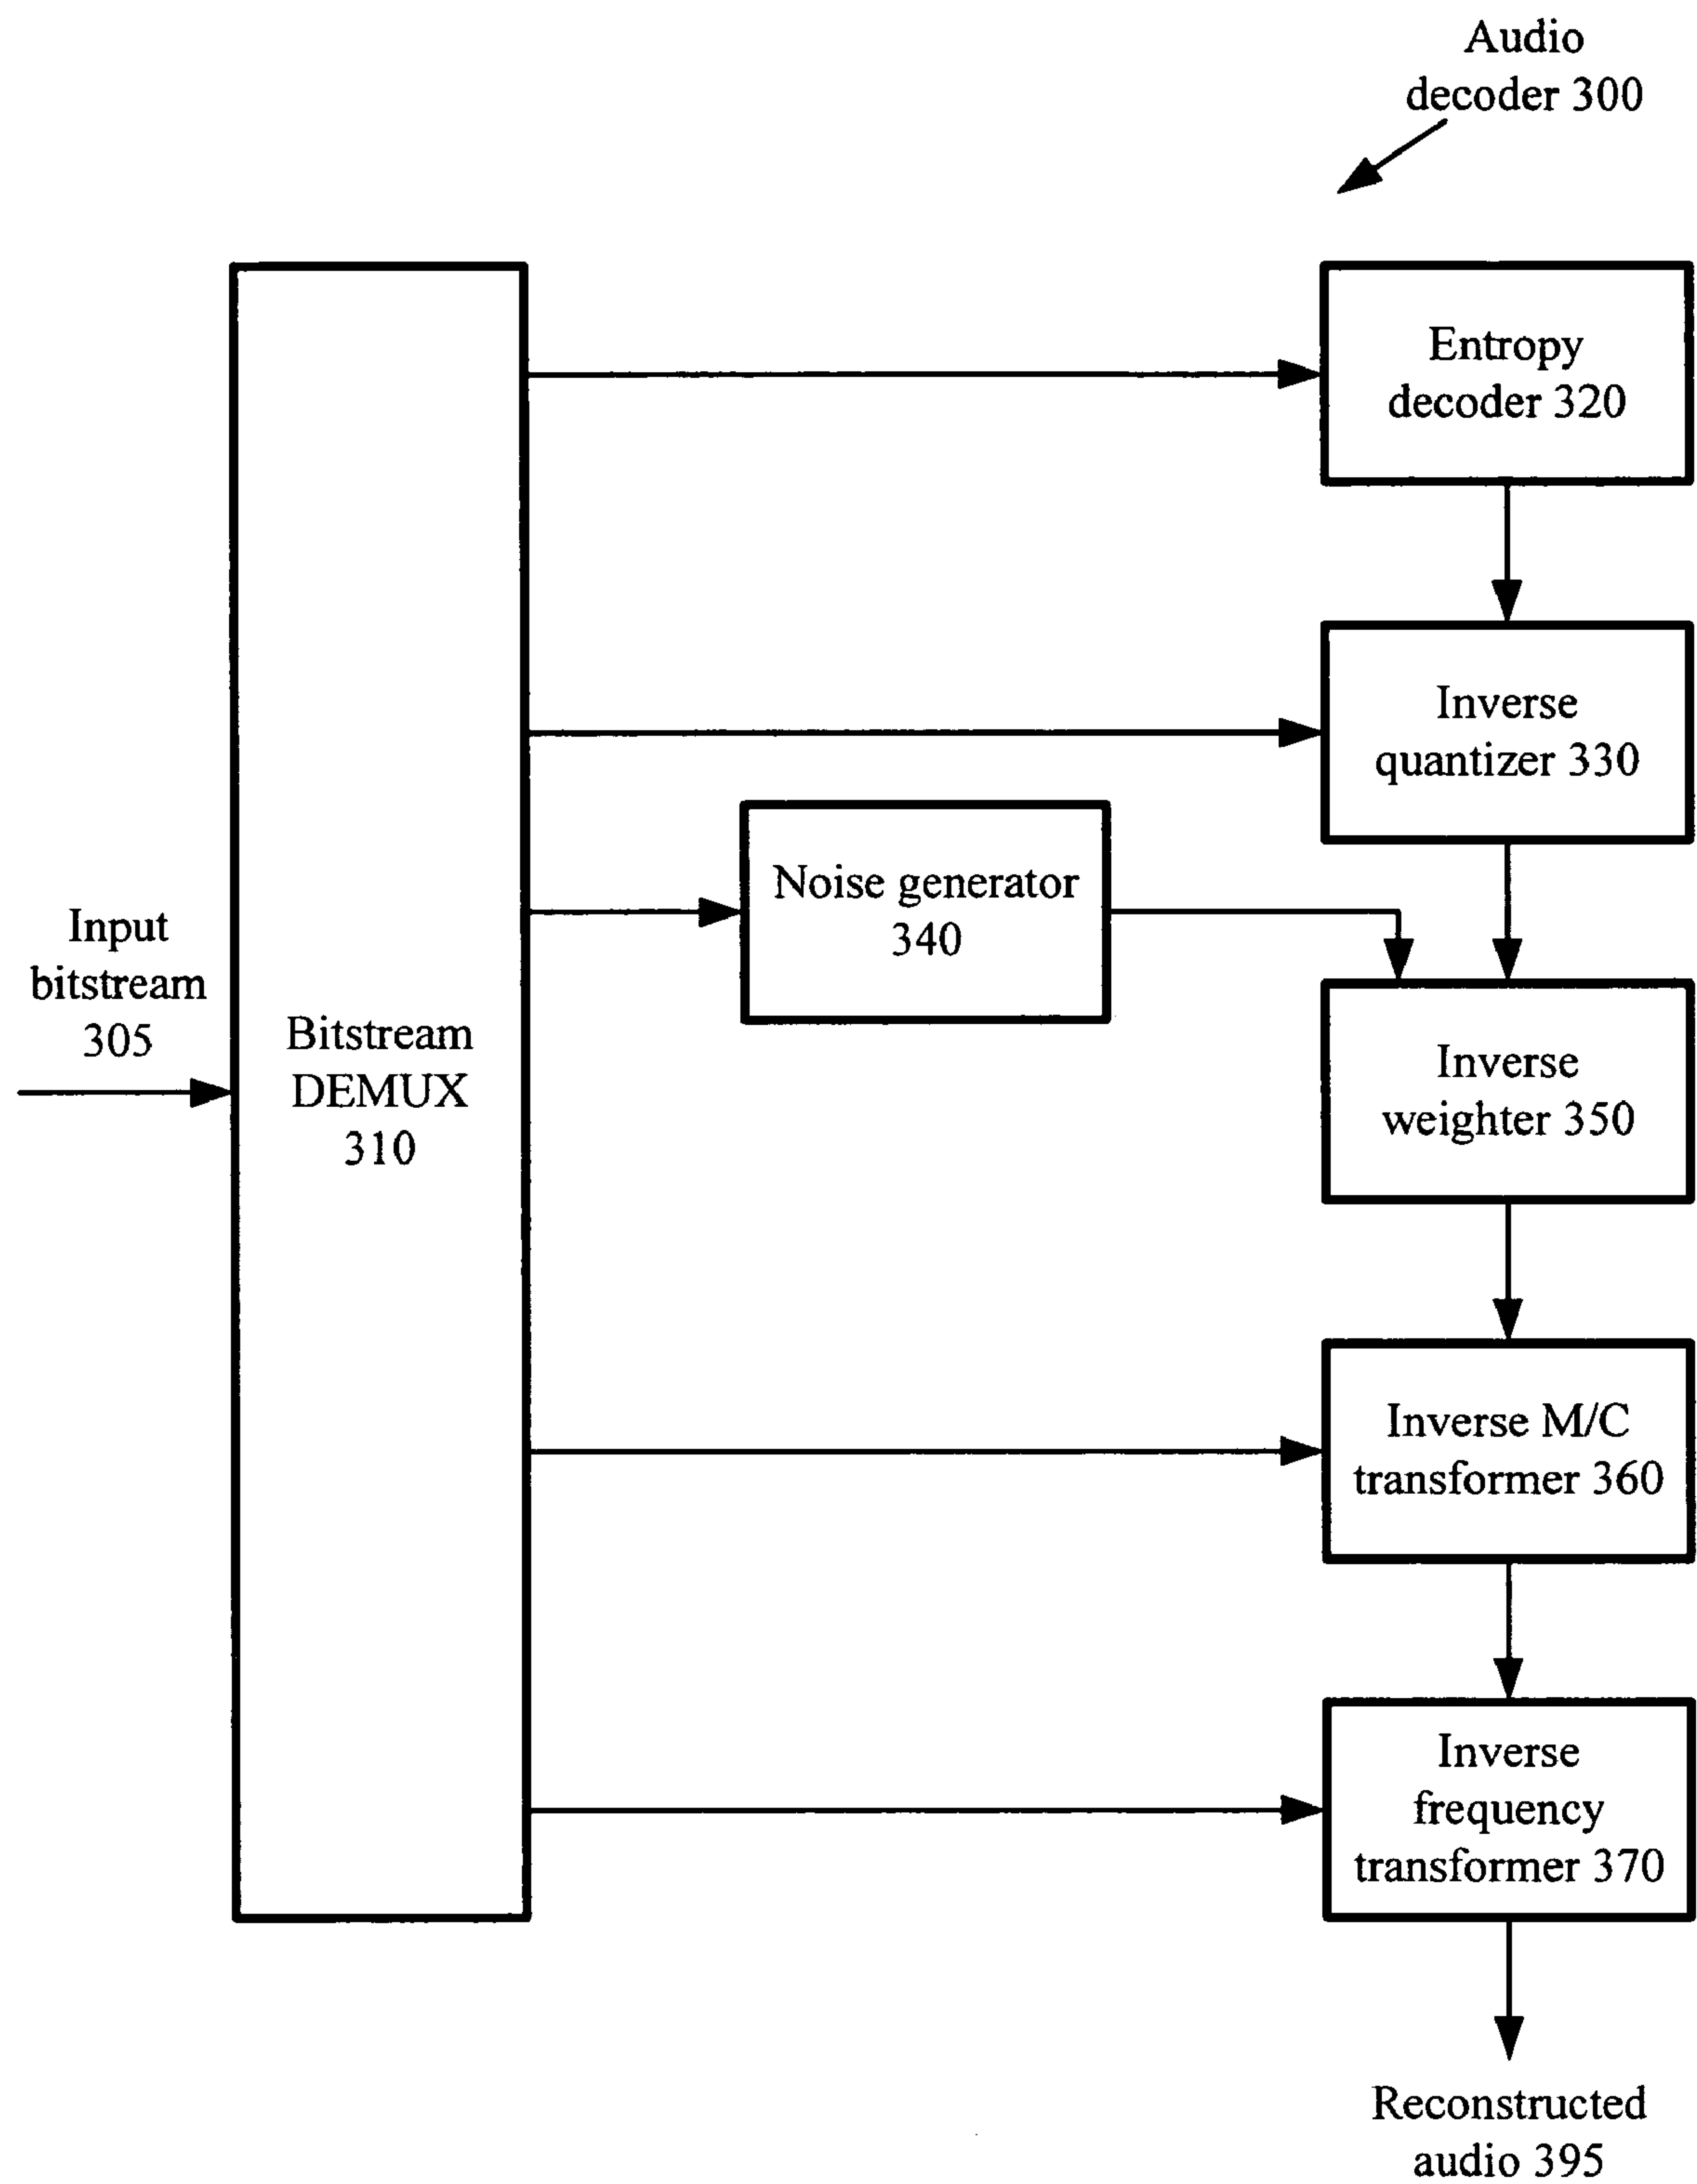 Audio
decoder 300
Entropy
decoder 320
Inverse
quantizer 330
Noise generator
340
Input
bitstream
305
Bitstream
DEMUX
310
Inverse
weighter 350
Inverse M/C
transformer 360
Inverse
frequency
transformer 370
Reconstructed
audio 395